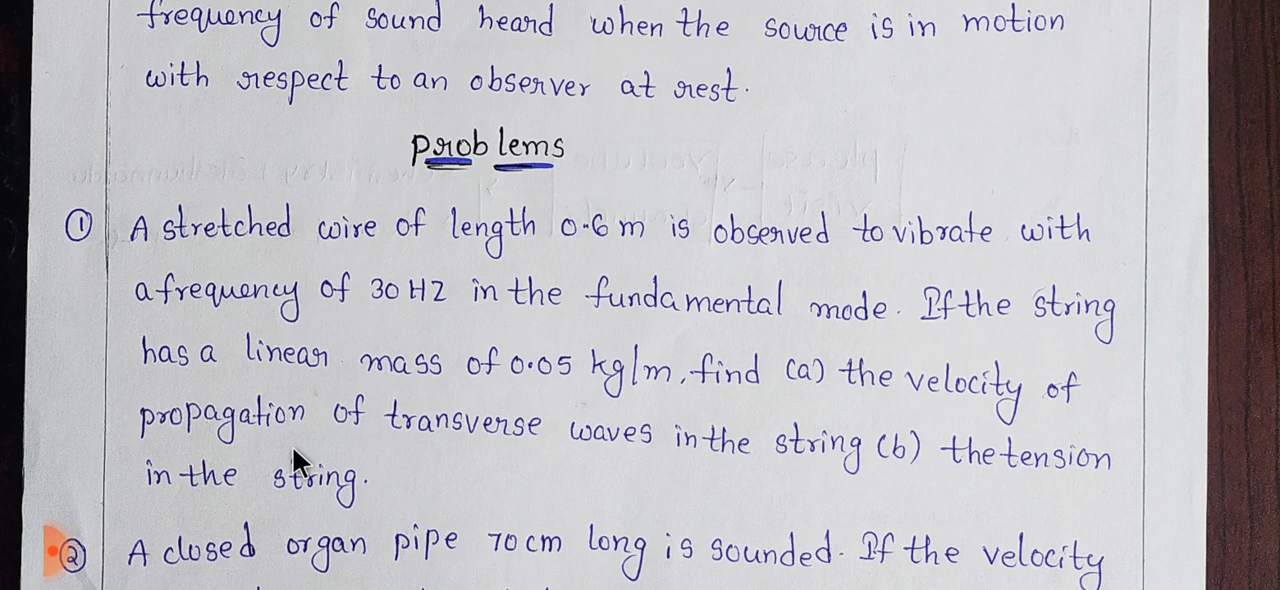 frequency of sound heard when the source is in motion
with respect to an observer at rest.
problems
① A stretched wire of length 0.6 m is observed to vibrate with
a frequency of 30 HZ in the fundamental mode. If the string
has a linear mass of 0.05 kg/m, find (a) the velocity of
propagation of transverse waves in the string (b) the tension
in the string.
② A closed organ pipe 70 cm long is sounded. If the velocity